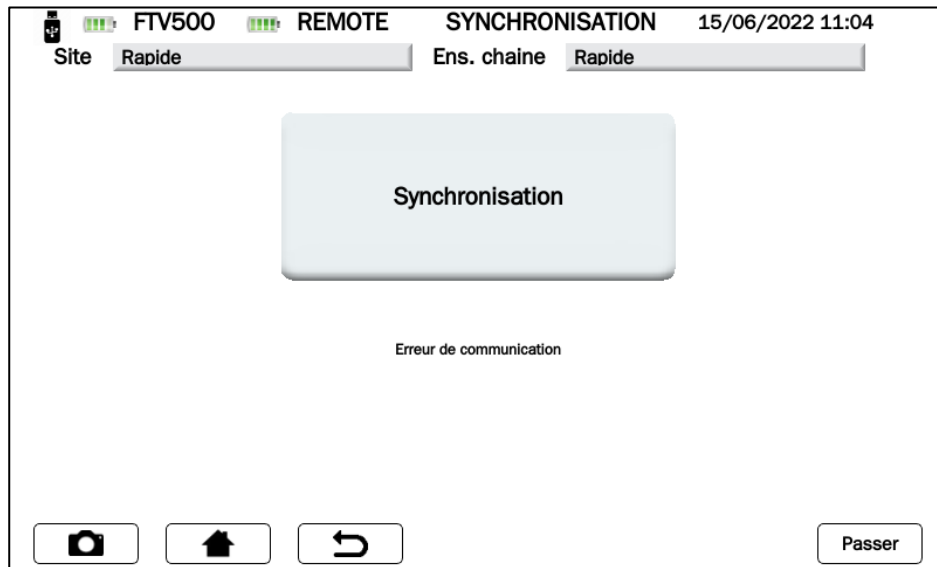 FTV500 REMOTE SYNCHRONISATION 15/06/2022 11:04
Site Rapide Ens. chaine Rapide
Synchronisation
Erreur de communication
Passer